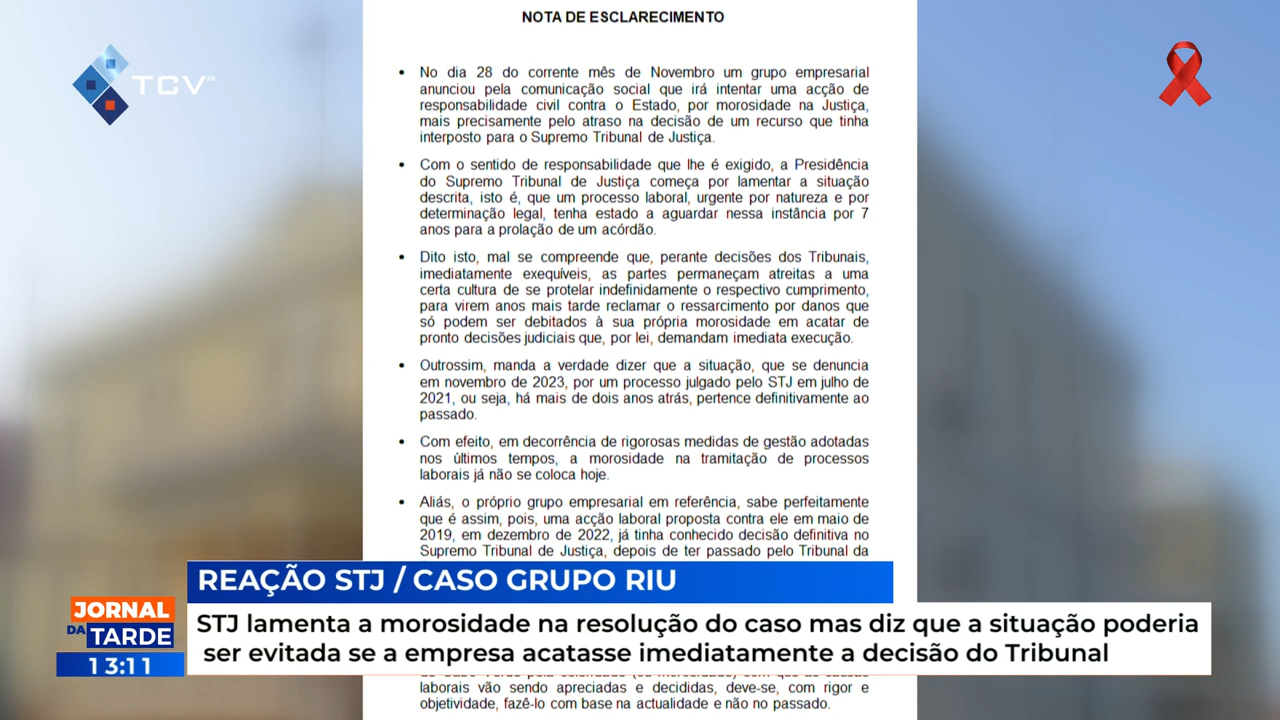 NOTA DE ESCLARECIMENTO
TCV
• No dia 28 do corrente mês de Novembro um grupo empresarial
anunciou pela comunicação social que irá intentar uma acção de
responsabilidade civil contra o Estado, por morosidade na Justiça,
mais precisamente pelo atraso na decisão de um recurso que tinha
interposto para o Supremo Tribunal de Justiça.
• Com o sentido de responsabilidade que lhe é exigido, a Presidência
do Supremo Tribunal de Justiça começa por lamentar a situação
descrita, isto é, que um processo laboral, urgente por natureza e por
determinação legal, tenha estado a aguardar nessa instância por 7
anos para a prolação de um acórdão.
• Dito isto, mal se compreende que, perante decisões dos Tribunais,
imediatamente exequíveis, as partes permaneçam atreitas a uma
certa cultura de se protelar indefinidamente o respectivo cumprimento,
para virem anos mais tarde reclamar o ressarcimento por danos que
só podem ser debitados à sua própria morosidade em acatar de
pronto decisões judiciais que, por lei, demandam imediata execução.
• Outrossim, manda a verdade dizer que a situação, que se denuncia
em novembro de 2023, por um processo julgado pelo STJ em julho de
2021, ou seja, há mais de dois anos atrás, pertence definitivamente ao
passado.
• Com efeito, em decorrência de rigorosas medidas de gestão adotadas
nos últimos tempos, a morosidade na tramitação de processos
laborais já não se coloca hoje.
• Aliás, o próprio grupo empresarial em referência, sabe perfeitamente
que é assim, pois, uma acção laboral proposta contra ele em maio de
2019, em dezembro de 2022, já tinha conhecido decisão definitiva no
Supremo Tribunal de Justiça, depois de ter passado pelo Tribunal da
REAÇÃO STJ / CASO GRUPO RIU
JORNAL
DA TARDE
13:11
STJ lamenta a morosidade na resolução do caso mas diz que a situação poderia
ser evitada se a empresa acatasse imediatamente a decisão do Tribunal
laborais vão sendo apreciadas e decididas, deve-se, com rigor e
objetividade, fazê-lo com base na actualidade e não no passado.